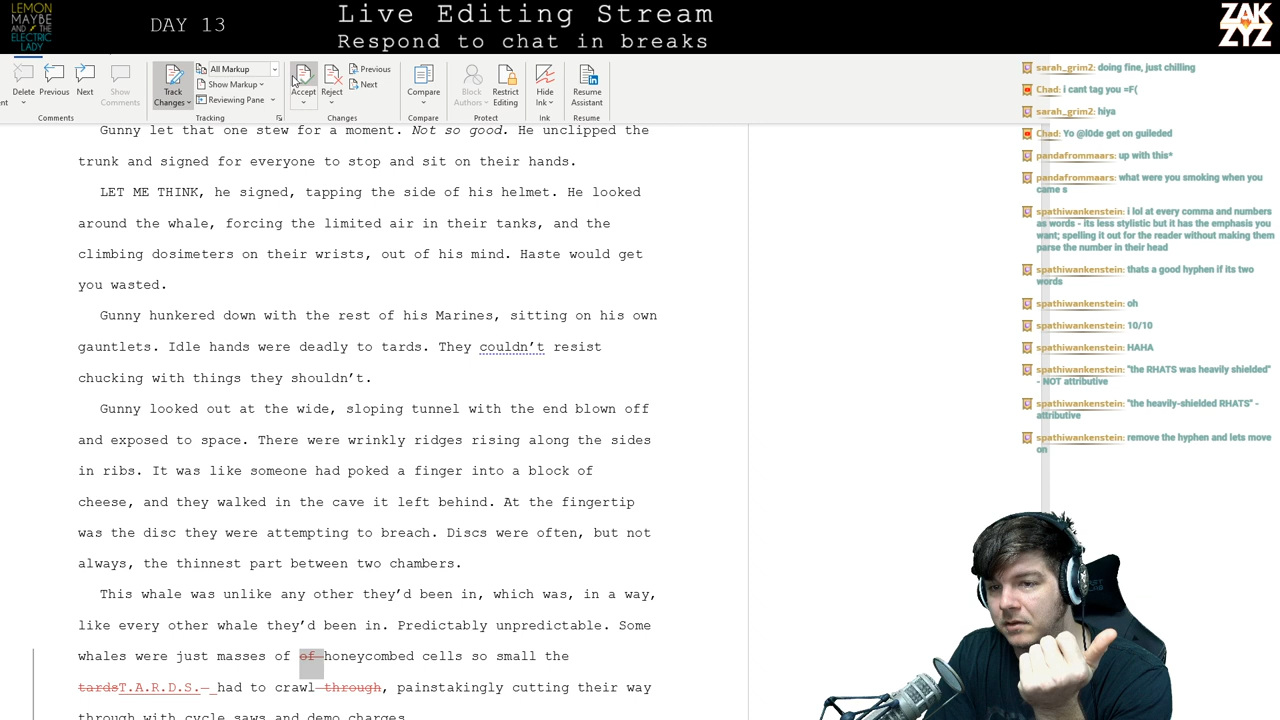 LEMON
MAYBE
AND THE
ELECTRIC
LADY
DAY 13
Live Editing Stream
Respond to chat in breaks
ZAK
ZYZ
Delete
Previous
Next
Show
Comments
Comments
Track
Changes
All Markup
Show Markup
Reviewing Pane
Tracking
Accept
Reject
Previous
Next
Changes
Compare
Compare
Block
Authors
Restrict
Editing
Protect
Hide
Ink
Ink
Resume
Assistant
Resume
Gunny let that one stew for a moment. Not so good. He unclipped the
trunk and signed for everyone to stop and sit on their hands.
LET ME THINK, he signed, tapping the side of his helmet. He looked
around the whale, forcing the limited air in their tanks, and the
climbing dosimeters on their wrists, out of his mind. Haste would get
you wasted.
Gunny hunkered down with the rest of his Marines, sitting on his own
gauntlets. Idle hands were deadly to tards. They couldn't resist
chucking with things they shouldn't.
Gunny looked out at the wide, sloping tunnel with the end blown off
and exposed to space. There were wrinkly ridges rising along the sides
in ribs. It was like someone had poked a finger into a block of
cheese, and they walked in the cave it left behind. At the fingertip
was the disc they were attempting to breach. Discs were often, but not
always, the thinnest part between two chambers.
This whale was unlike any other they'd been in, which was, in a way,
like every other whale they'd been in. Predictably unpredictable. Some
whales were just masses of of honeycombed cells so small the
tardsT.A.R.D.S. had to crawl through, painstakingly cutting their way
through with cycle saws and demo charges.
sarah_grim2: doing fine, just chilling
Chad: i cant tag you =F(
sarah_grim2: hiya
Chad: Yo @l0de get on guileded
pandafrommaars: up with this*
pandafrommaars: what were you smoking when you
came s
spathiwankenstein: i lol at every comma and numbers
as words - its less stylistic but it has the emphasis you
want; spelling it out for the reader without making them
parse the number in their head
spathiwankenstein: thats a good hyphen if its two
words
spathiwankenstein: oh
spathiwankenstein: 10/10
spathiwankenstein: HAHA
spathiwankenstein: "the RHATS was heavily shielded"
- NOT attributive
spathiwankenstein: "the heavily-shielded RHATS" -
attributive
spathiwankenstein: remove the hyphen and lets move
on